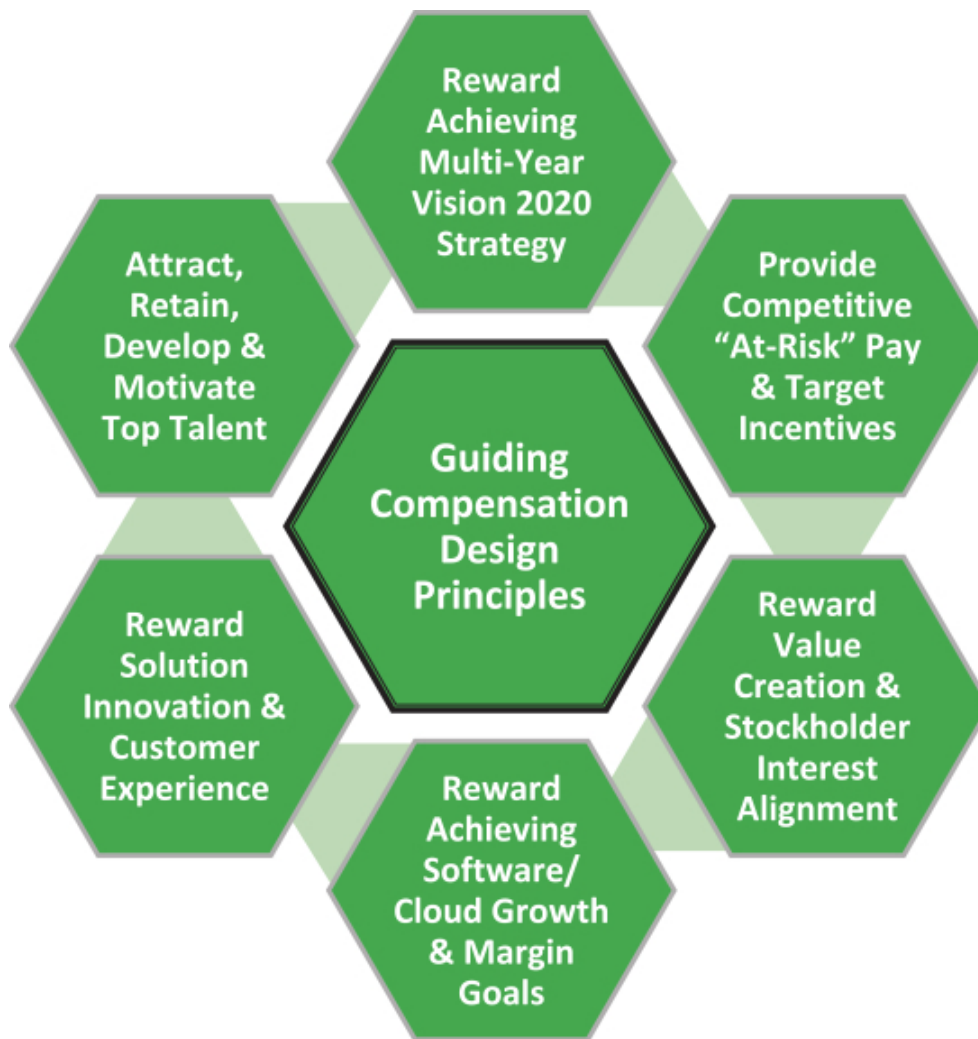 Reward
Achieving
Multi-Year
Vision 2020
Strategy
Provide
Competitive
“At-Risk” Pay
& Target
Incentives
Reward
Value
Creation &
Stockholder
Interest
Alignment
Reward
Achieving
Software/
Cloud Growth
& Margin
Goals
Reward
Solution
Innovation &
Customer
Experience
Attract,
Retain,
Develop &
Motivate
Top Talent
Guiding
Compensation
Design
Principles